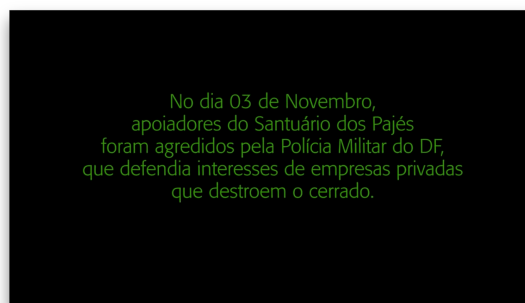 No dia 03 de Novembro,
apoiadores do Santuário dos Pajés
foram agredidos pela Polícia Militar do DF,
que defendia interesses de empresas privadas
que destroem o cerrado.